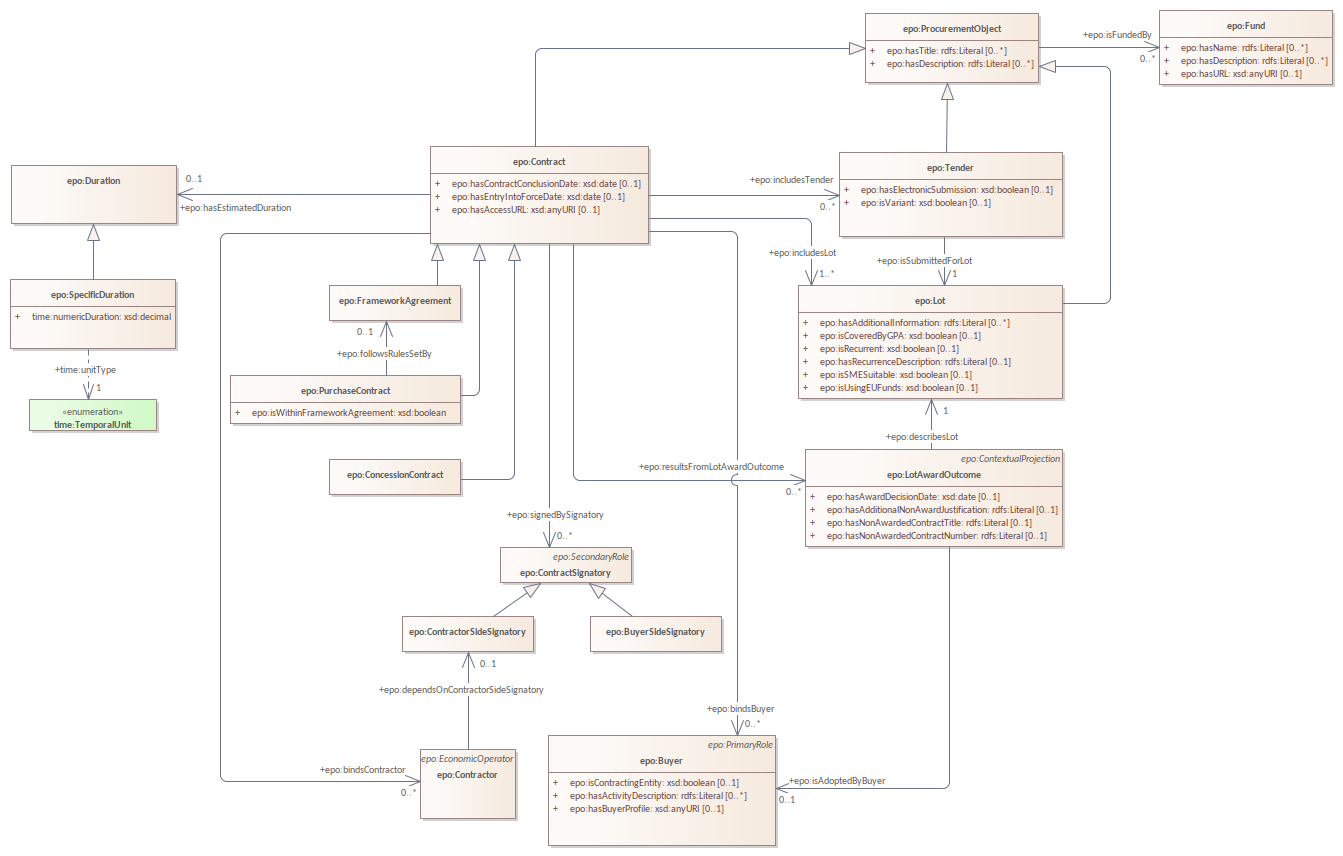 epo:ProcurementObject
+ epo:hasTitle: rdfs:Literal [0..*]
+ epo:hasDescription: rdfs:Literal [0..*]
+epo:isFundedBy
0..*
epo:Fund
+ epo:hasName: rdfs:Literal [0..*]
+ epo:hasDescription: rdfs:Literal [0..*]
+ epo:hasURL: xsd:anyURI [0..1]
epo:Duration
0..1
+epo:hasEstimatedDuration
epo:Contract
+ epo:hasContractConclusionDate: xsd:date [0..1]
+ epo:hasEntryIntoForceDate: xsd:date [0..1]
+ epo:hasAccessURL: xsd:anyURI [0..1]
+epo:includesTender
0..*
epo:Tender
+ epo:hasElectronicSubmission: xsd:boolean [0..1]
+ epo:isVariant: xsd:boolean [0..1]
+epo:includesLot
1..*
+epo:isSubmittedForLot
1
epo:SpecificDuration
+ time:numericDuration: xsd:decimal
+time:unitType
1
«enumeration»
time:TemporalUnit
epo:FrameworkAgreement
0..1
+epo:followsRulesSetBy
epo:PurchaseContract
+ epo:isWithinFrameworkAgreement: xsd:boolean
epo:ConcessionContract
epo:Lot
+ epo:hasAdditionalInformation: rdfs:Literal [0..*]
+ epo:isCoveredByGPA: xsd:boolean [0..1]
+ epo:isRecurrent: xsd:boolean [0..1]
+ epo:hasRecurrenceDescription: rdfs:Literal [0..1]
+ epo:isSMESuitable: xsd:boolean [0..1]
+ epo:isUsingEUFunds: xsd:boolean [0..1]
1
+epo:describesLot
+epo:resultsFromLotAwardOutcome
0..*
epo:ContextualProjection
epo:LotAwardOutcome
+ epo:hasAwardDecisionDate: xsd:date [0..1]
+ epo:hasAdditionalNonAwardJustification: rdfs:Literal [0..1]
+ epo:hasNonAwardedContractTitle: rdfs:Literal [0..1]
+ epo:hasNonAwardedContractNumber: rdfs:Literal [0..1]
+epo:signedBySignatory
0..*
epo:SecondaryRole
epo:ContractSignatory
epo:ContractorSideSignatory
epo:BuyerSideSignatory
0..1
+epo:dependsOnContractorSideSignatory
+epo:bindsBuyer
0..*
+epo:bindsContractor
0..*
epo:EconomicOperator
epo:Contractor
epo:PrimaryRole
epo:Buyer
+ epo:isContractingEntity: xsd:boolean [0..1]
+ epo:hasActivityDescription: rdfs:Literal [0..*]
+ epo:hasBuyerProfile: xsd:anyURI [0..1]
+epo:isAdoptedByBuyer
0..1